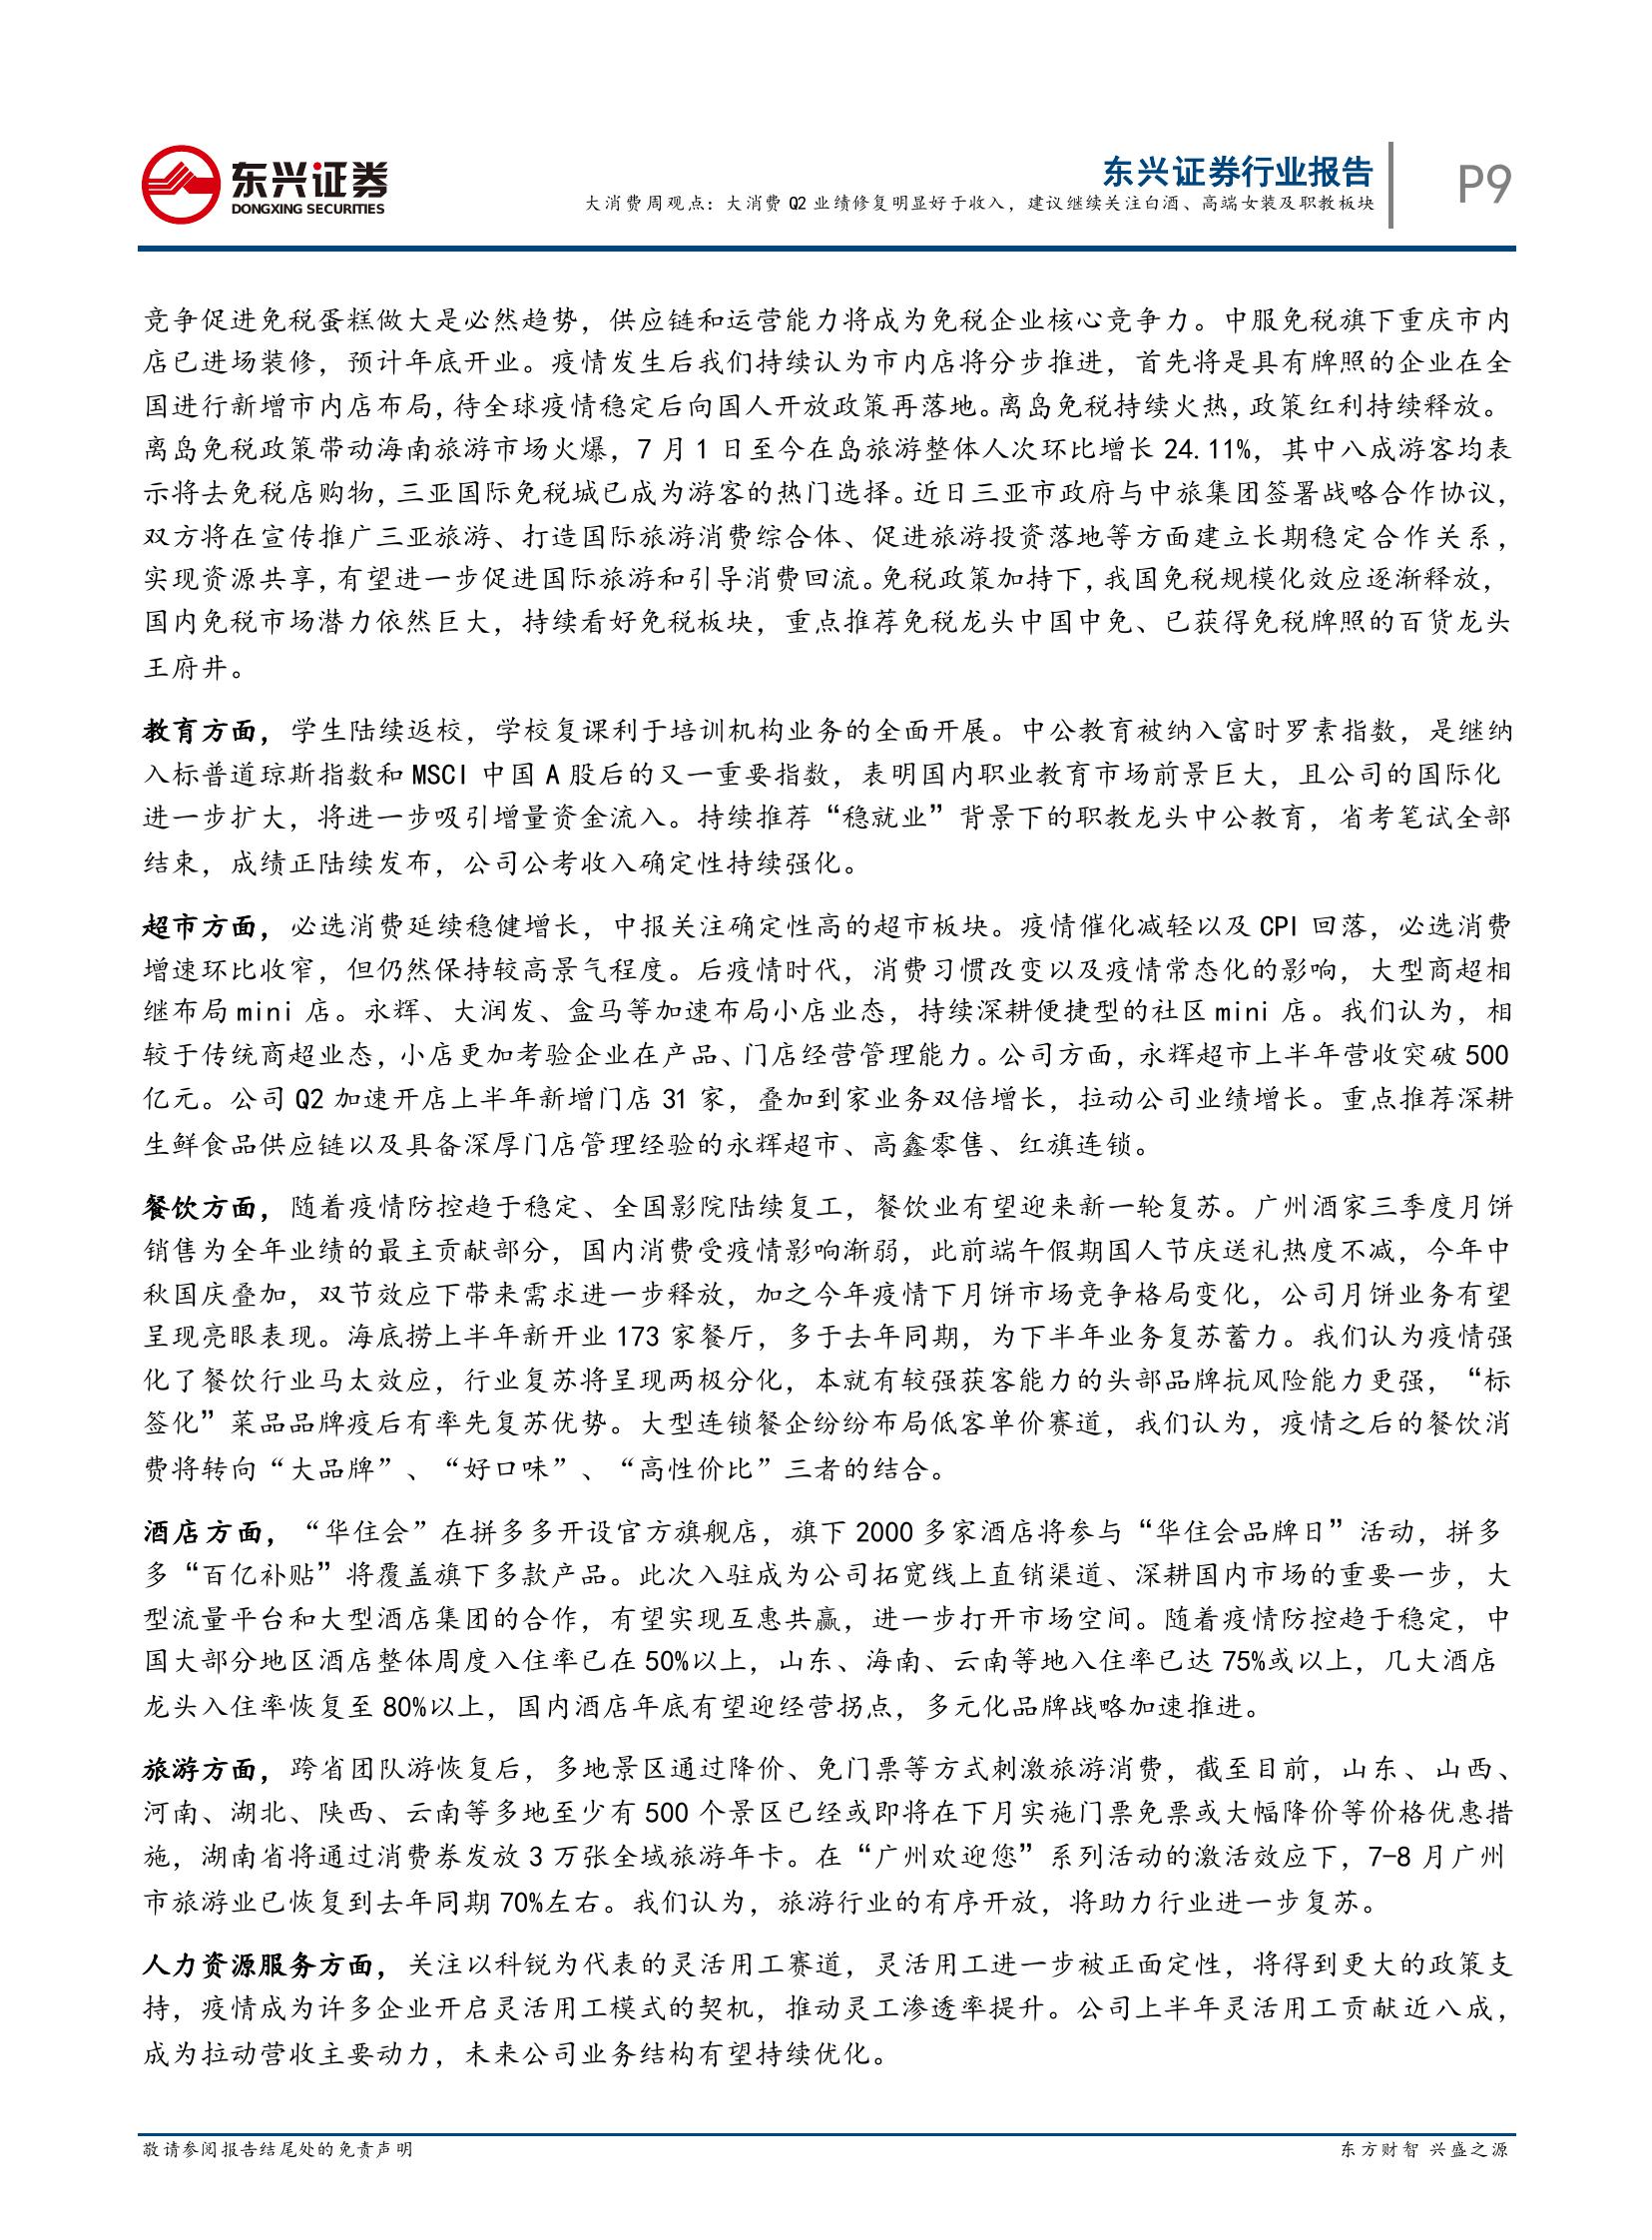 东兴证券
DONGXING SECURITIES
东兴证券行业报告
大消费周观点：大消费 Q2 业绩修复明显好于收入，建议继续关注白酒、高端女装及职教板块
P9
竞争促进免税蛋糕做大是必然趋势，供应链和运营能力将成为免税企业核心竞争力。中服免税旗下重庆市内
店已进场装修，预计年底开业。疫情发生后我们持续认为市内店将分步推进，首先将是具有牌照的企业在全
国进行新增市内店布局，待全球疫情稳定后向国人开放政策再落地。离岛免税持续火热，政策红利持续释放。
离岛免税政策带动海南旅游市场火爆，7 月 1 日至今在岛旅游整体人次环比增长 24.11%，其中八成游客均表
示将去免税店购物，三亚国际免税城已成为游客的热门选择。近日三亚市政府与中旅集团签署战略合作协议，
双方将在宣传推广三亚旅游、打造国际旅游消费综合体、促进旅游投资落地等方面建立长期稳定合作关系，
实现资源共享，有望进一步促进国际旅游和引导消费回流。免税政策加持下，我国免税规模化效应逐渐释放，
国内免税市场潜力依然巨大，持续看好免税板块，重点推荐免税龙头中国中免、已获得免税牌照的百货龙头
王府井。
教育方面，学生陆续返校，学校复课利于培训机构业务的全面开展。中公教育被纳入富时罗素指数，是继纳
入标普道琼斯指数和 MSCI 中国 A 股后的又一重要指数，表明国内职业教育市场前景巨大，且公司的国际化
进一步扩大，将进一步吸引增量资金流入。持续推荐“稳就业”背景下的职教龙头中公教育，省考笔试全部
结束，成绩正陆续发布，公司公考收入确定性持续强化。
超市方面，必选消费延续稳健增长，中报关注确定性高的超市板块。疫情催化减轻以及 CPI 回落，必选消费
增速环比收窄，但仍然保持较高景气程度。后疫情时代，消费习惯改变以及疫情常态化的影响，大型商超相
继布局 mini 店。永辉、大润发、盒马等加速布局小店业态，持续深耕便捷型的社区 mini 店。我们认为，相
较于传统商超业态，小店更加考验企业在产品、门店经营管理能力。公司方面，永辉超市上半年营收突破 500
亿元。公司 Q2 加速开店上半年新增门店 31 家，叠加到家业务双倍增长，拉动公司业绩增长。重点推荐深耕
生鲜食品供应链以及具备深厚门店管理经验的永辉超市、高鑫零售、红旗连锁。
餐饮方面，随着疫情防控趋于稳定、全国影院陆续复工，餐饮业有望迎来新一轮复苏。广州酒家三季度月饼
销售为全年业绩的最主贡献部分，国内消费受疫情影响渐弱，此前端午假期国人节庆送礼热度不减，今年中
秋国庆叠加，双节效应下带来需求进一步释放，加之今年疫情下月饼市场竞争格局变化，公司月饼业务有望
呈现亮眼表现。海底捞上半年新开业 173 家餐厅，多于去年同期，为下半年业务复苏蓄力。我们认为疫情强
化了餐饮行业马太效应，行业复苏将呈现两极分化，本就有较强获客能力的头部品牌抗风险能力更强，“标
签化”菜品品牌疫后有率先复苏优势。大型连锁餐企纷纷布局低客单价赛道，我们认为，疫情之后的餐饮消
费将转向“大品牌”、“好口味”、“高性价比”三者的结合。
酒店方面，“华住会”在拼多多开设官方旗舰店，旗下 2000 多家酒店将参与“华住会品牌日”活动，拼多
多“百亿补贴”将覆盖旗下多款产品。此次入驻成为公司拓宽线上直销渠道、深耕国内市场的重要一步，大
型流量平台和大型酒店集团的合作，有望实现互惠共赢，进一步打开市场空间。随着疫情防控趋于稳定，中
国大部分地区酒店整体周度入住率已在 50%以上，山东、海南、云南等地入住率已达 75%或以上，几大酒店
龙头入住率恢复至 80%以上，国内酒店年底有望迎经营拐点，多元化品牌战略加速推进。
旅游方面，跨省团队游恢复后，多地景区通过降价、免门票等方式刺激旅游消费，截至目前，山东、山西、
河南、湖北、陕西、云南等多地至少有 500 个景区已经或即将在下月实施门票免票或大幅降价等价格优惠措
施，湖南省将通过消费券发放 3 万张全域旅游年卡。在“广州欢迎您”系列活动的激活效应下，7-8 月广州
市旅游业已恢复到去年同期 70%左右。我们认为，旅游行业的有序开放，将助力行业进一步复苏。
人力资源服务方面，关注以科锐为代表的灵活用工赛道，灵活用工进一步被正面定性，将得到更大的政策支
持，疫情成为许多企业开启灵活用工模式的契机，推动灵工渗透率提升。公司上半年灵活用工贡献近八成，
成为拉动营收主要动力，未来公司业务结构有望持续优化。
敬请参阅报告结尾处的免责声明
东方财智 兴盛之源